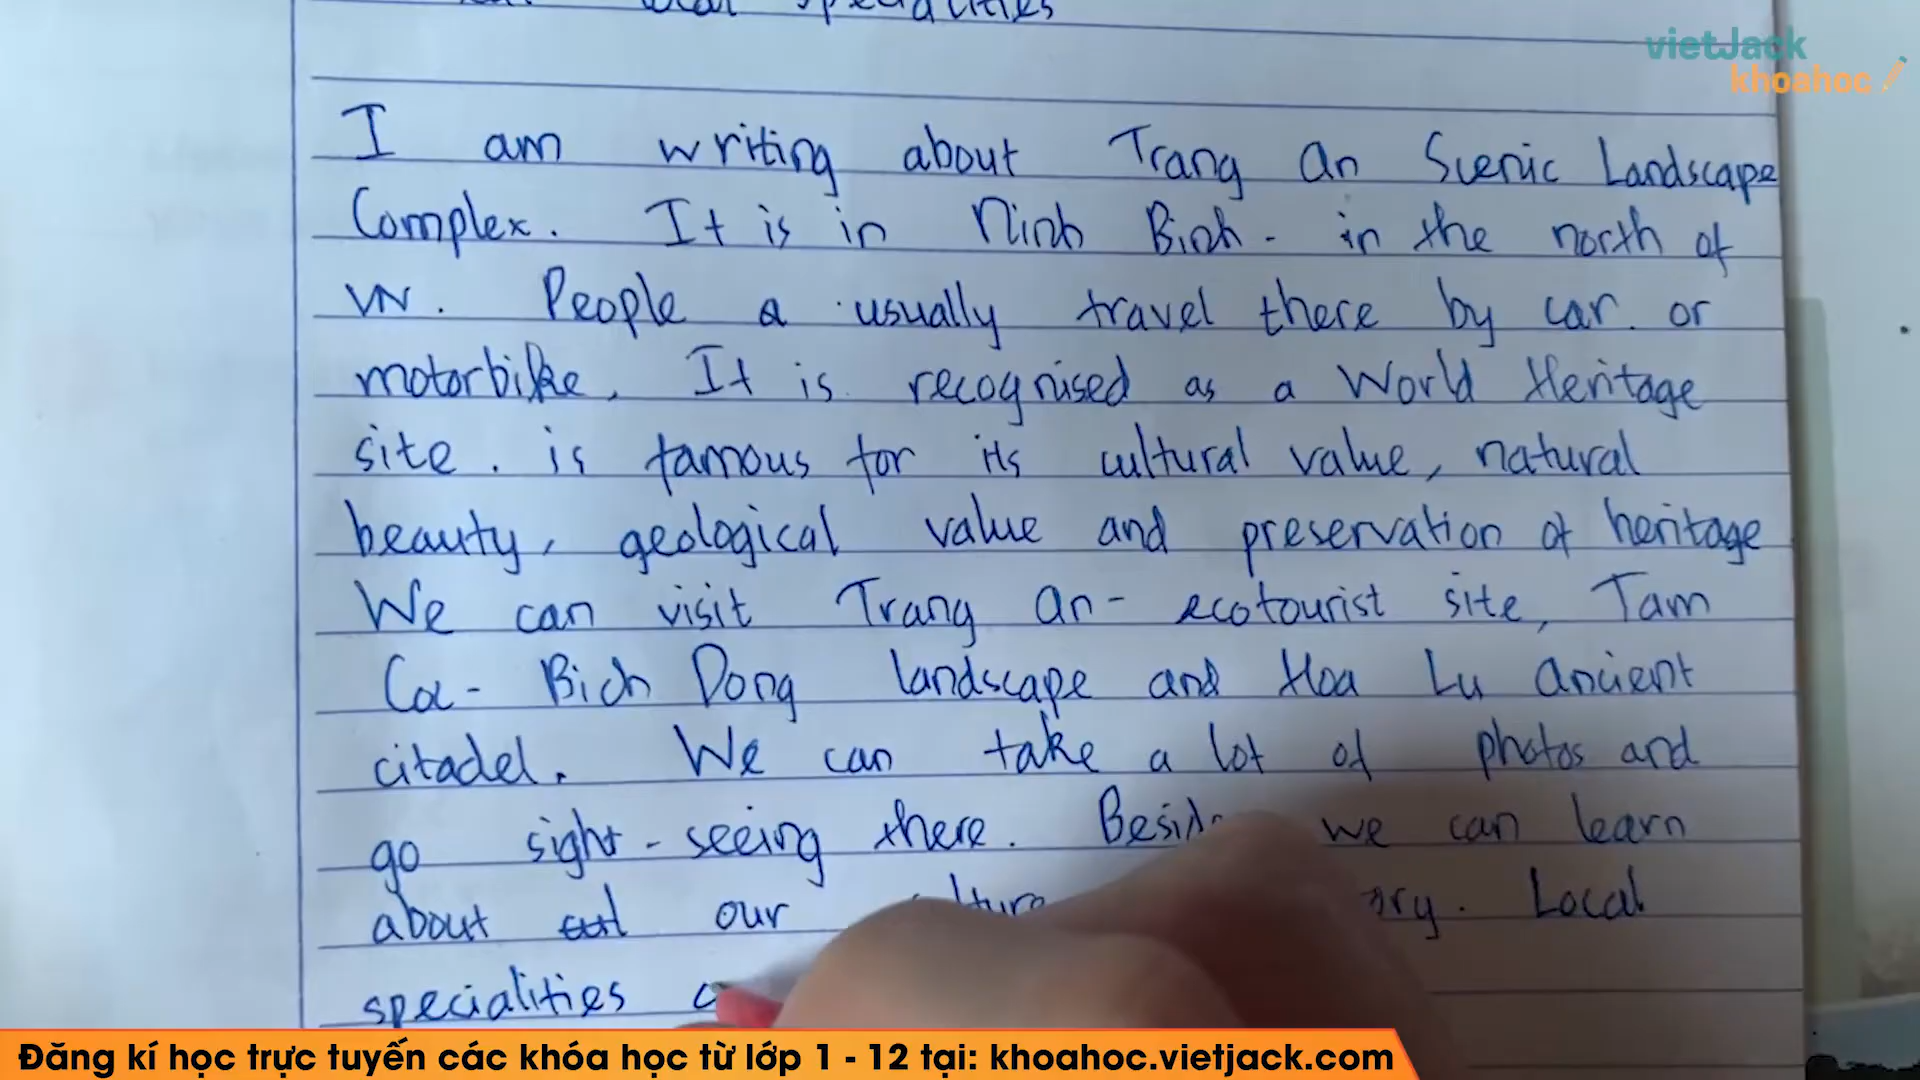 local specialities
vietJack
khoahoc
I am writing about Trang An Scenic Landscape
Complex. It is in Ninh Binh - in the north of
VN. People a usually travel there by car or
motorbike. It is recognised as a World Heritage
site. is famous for its cultural value, natural
beauty, geological value and preservation of heritage
We can visit Trang An - ecotourist site, Tam
Coc - Bich Dong landscape and Hoa Lu Ancient
citadel. We can take a lot of photos and
go sight-seeing there. we can learn
about our Local
specialities
Đăng kí học trực tuyến các khóa học từ lớp 1 - 12 tại: khoahoc.vietjack.com